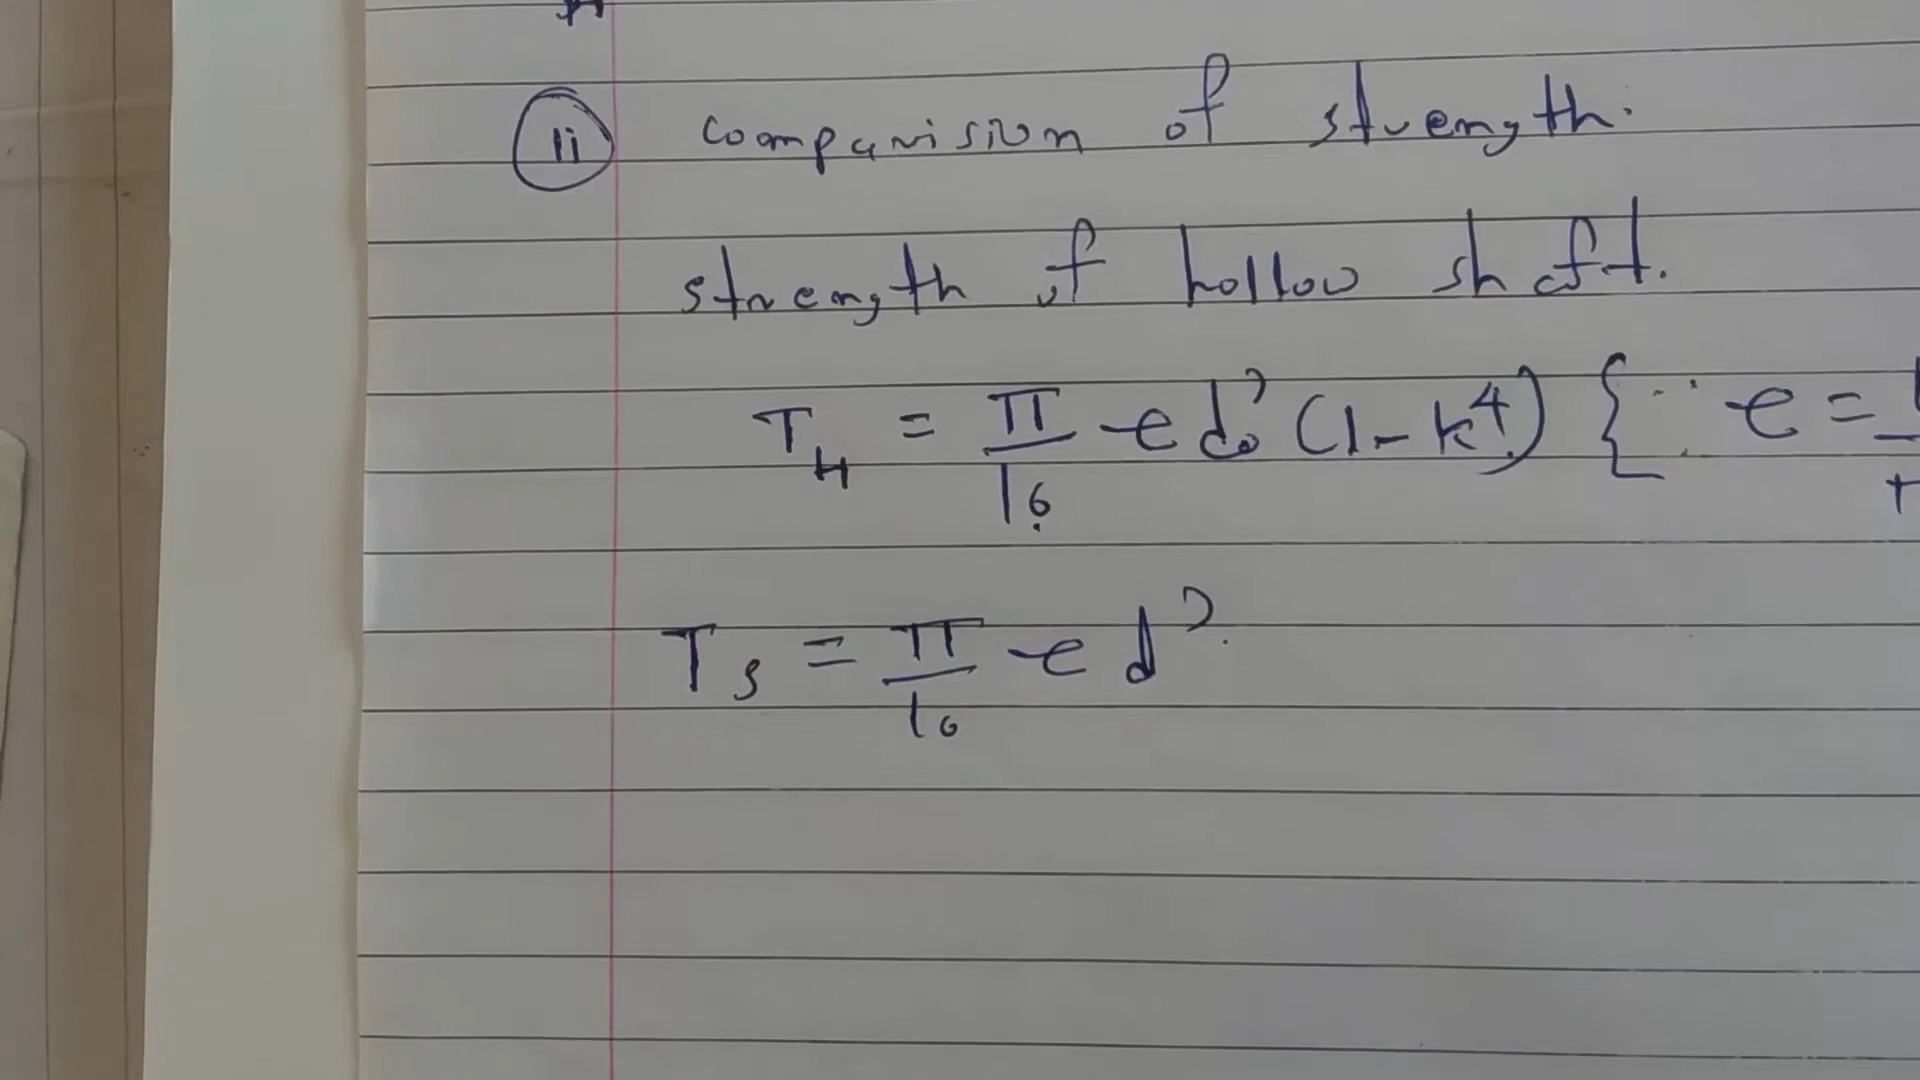 (ii) comparision of strength.
strength of hollow shaft.
T_H = π/16 τ d₀³ (1-k⁴) { ∵ τ =
T_s = π/16 τ d³.